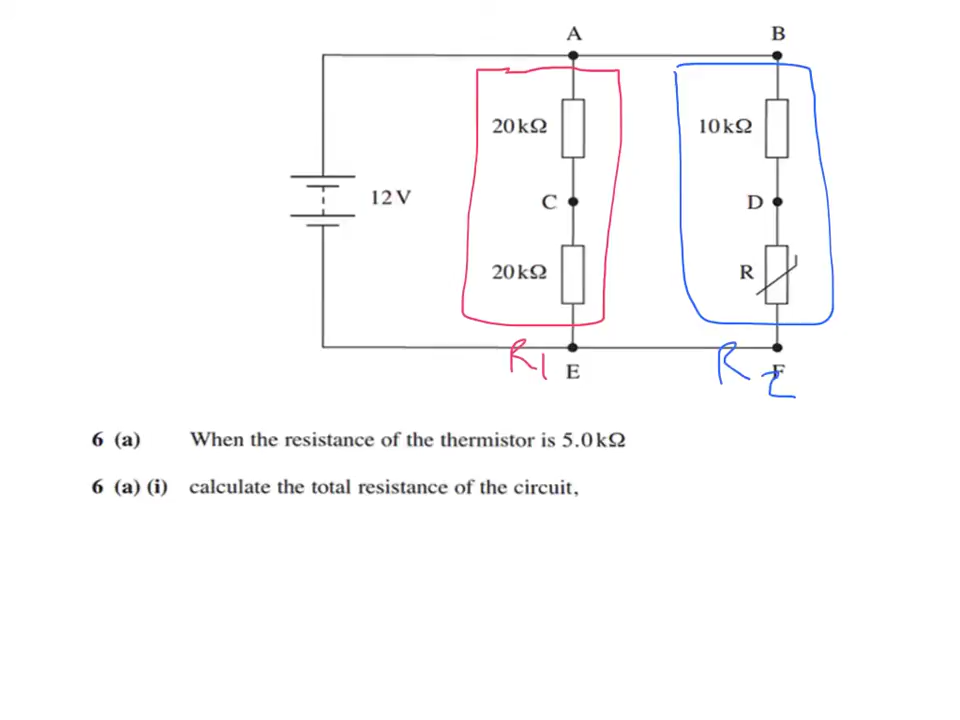 A B
20kΩ 10kΩ
12V C D
20kΩ R
R1 E R2 F
6 (a) When the resistance of the thermistor is 5.0kΩ
6 (a) (i) calculate the total resistance of the circuit,